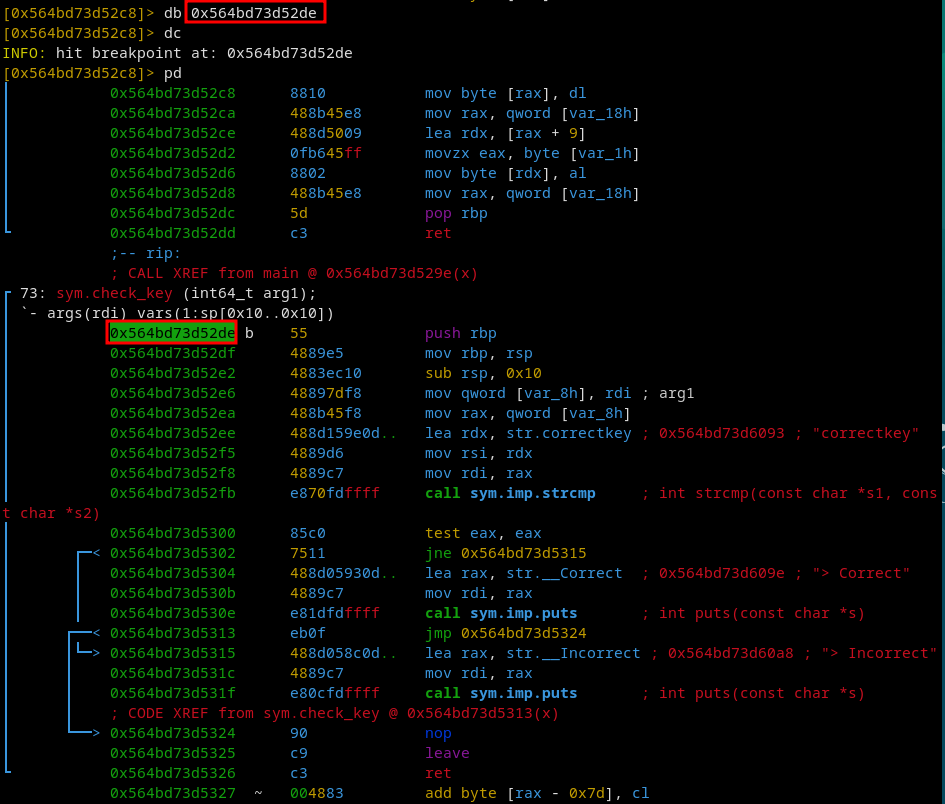 [0x564bd73d52c8]> db 0x564bd73d52de
[0x564bd73d52c8]> dc
INFO: hit breakpoint at: 0x564bd73d52de
[0x564bd73d52c8]> pd
0x564bd73d52c8 8810 mov byte [rax], dl
0x564bd73d52ca 488b45e8 mov rax, qword [var_18h]
0x564bd73d52ce 488d5009 lea rdx, [rax + 9]
0x564bd73d52d2 0fb645ff movzx eax, byte [var_1h]
0x564bd73d52d6 8802 mov byte [rdx], al
0x564bd73d52d8 488b45e8 mov rax, qword [var_18h]
0x564bd73d52dc 5d pop rbp
0x564bd73d52dd c3 ret
;-- rip:
; CALL XREF from main @ 0x564bd73d529e(x)
73: sym.check_key (int64_t arg1);
`- args(rdi) vars(1:sp[0x10..0x10])
0x564bd73d52de b 55 push rbp
0x564bd73d52df 4889e5 mov rbp, rsp
0x564bd73d52e2 4883ec10 sub rsp, 0x10
0x564bd73d52e6 48897df8 mov qword [var_8h], rdi ; arg1
0x564bd73d52ea 488b45f8 mov rax, qword [var_8h]
0x564bd73d52ee 488d159e0d.. lea rdx, str.correctkey ; 0x564bd73d6093 ; "correctkey"
0x564bd73d52f5 4889d6 mov rsi, rdx
0x564bd73d52f8 4889c7 mov rdi, rax
0x564bd73d52fb e870fdffff call sym.imp.strcmp ; int strcmp(const char *s1, cons
t char *s2)
0x564bd73d5300 85c0 test eax, eax
< 0x564bd73d5302 7511 jne 0x564bd73d5315
0x564bd73d5304 488d05930d.. lea rax, str.__Correct ; 0x564bd73d609e ; "> Correct"
0x564bd73d530b 4889c7 mov rdi, rax
0x564bd73d530e e81dfdffff call sym.imp.puts ; int puts(const char *s)
< 0x564bd73d5313 eb0f jmp 0x564bd73d5324
> 0x564bd73d5315 488d058c0d.. lea rax, str.__Incorrect ; 0x564bd73d60a8 ; "> Incorrect"
0x564bd73d531c 4889c7 mov rdi, rax
0x564bd73d531f e80cfdffff call sym.imp.puts ; int puts(const char *s)
; CODE XREF from sym.check_key @ 0x564bd73d5313(x)
> 0x564bd73d5324 90 nop
0x564bd73d5325 c9 leave
0x564bd73d5326 c3 ret
0x564bd73d5327 ~ 004883 add byte [rax - 0x7d], cl